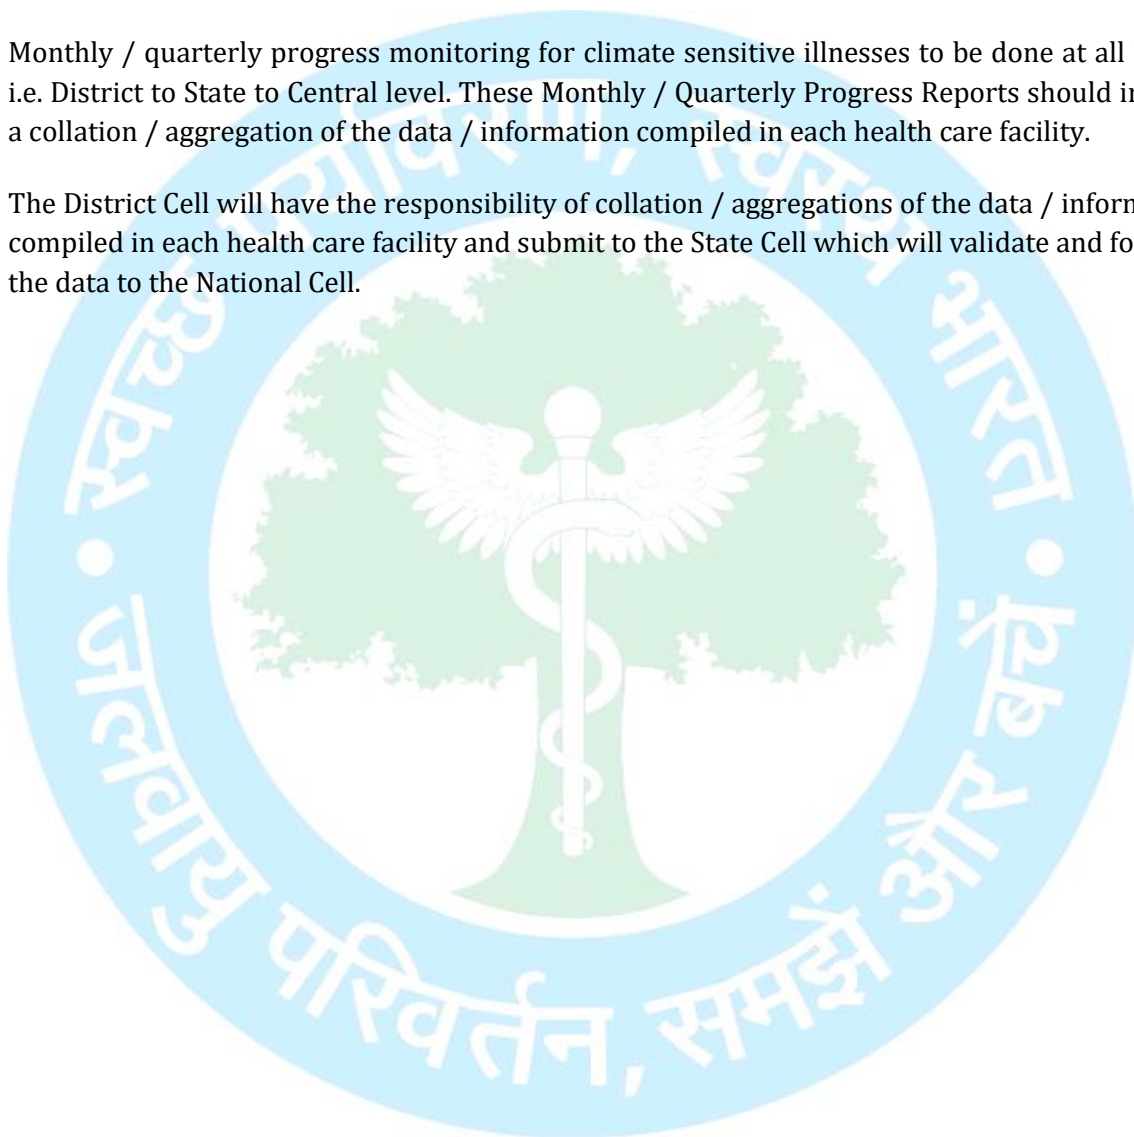 Monthly / quarterly progress monitoring for climate sensitive illnesses to be done at all
i.e. District to State to Central level. These Monthly / Quarterly Progress Reports should
a collation / aggregation of the data / information compiled in each health care facility.
The District Cell will have the responsibility of collation / aggregations of the data /
compiled in each health care facility and submit to the State Cell which will validate and
the data to the National Cell.
स्वच्छ पर्यावरण, स्वस्थ भारत
जलवायु परिवर्तन, समझें और बचें